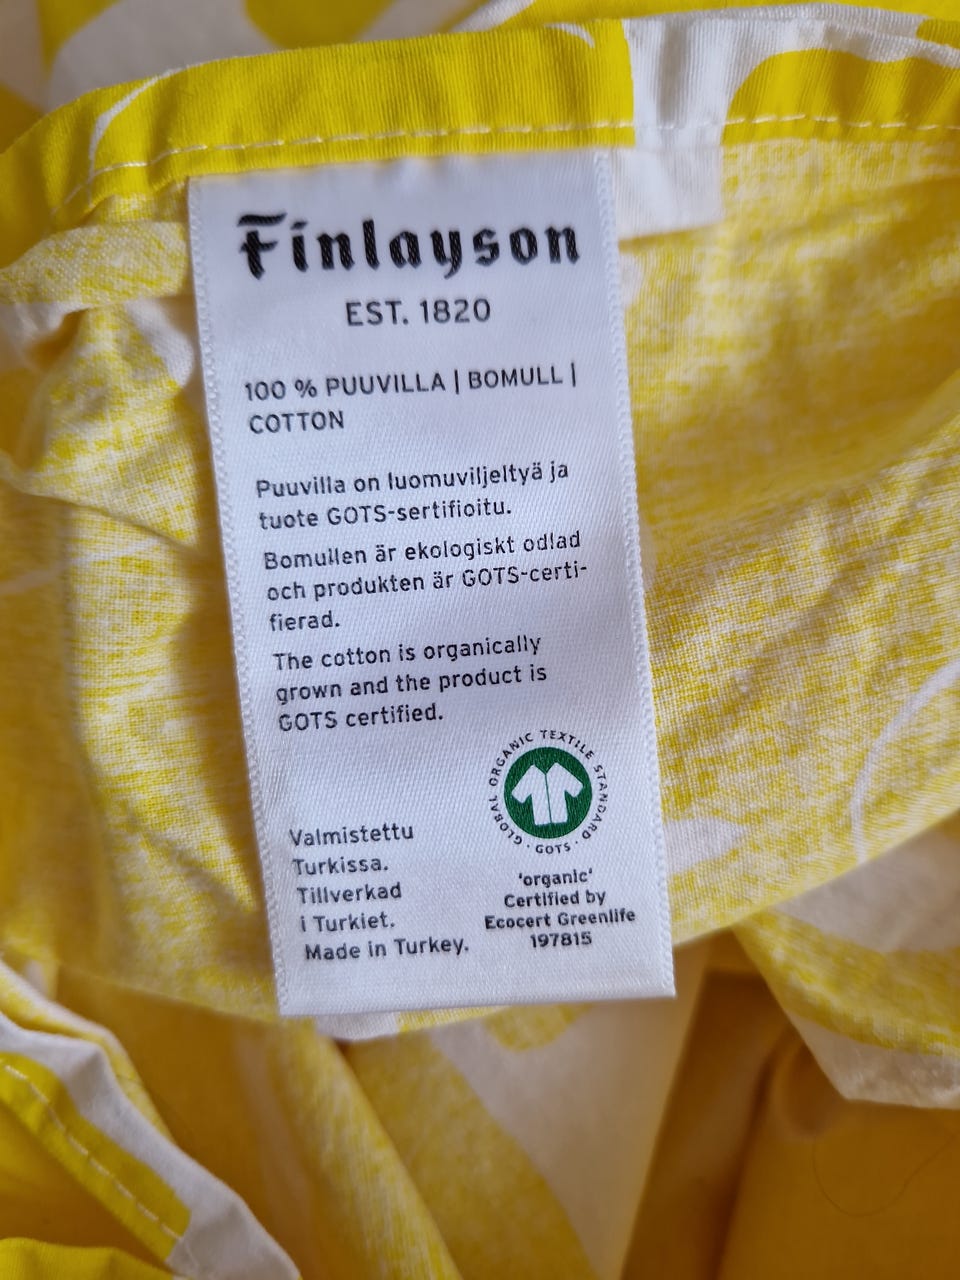 Finlayson
EST. 1820
100 % PUUVILLA | BOMULL |
COTTON
Puuvilla on luomuviljeltyä ja
tuote GOTS-sertifioitu.
Bomullen är ekologiskt odlad
och produkten är GOTS-certi-
fierad.
The cotton is organically
grown and the product is
GOTS certified.
GLOBAL ORGANIC TEXTILE STANDARD
· GOTS ·
Valmistettu
Turkissa.
Tillverkad
i Turkiet.
Made in Turkey.
'organic'
Certified by
Ecocert Greenlife
197815